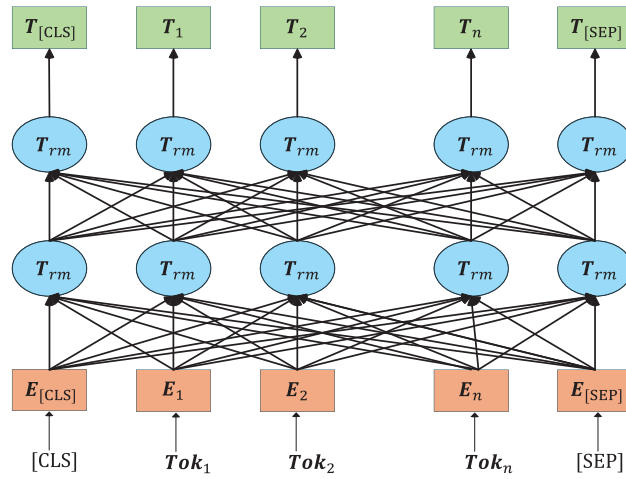 T[CLS] T1 T2 Tn T[SEP]
Trm Trm Trm Trm Trm
Trm Trm Trm Trm Trm
E[CLS] E1 E2 En E[SEP]
[CLS] Tok1 Tok2 Tokn [SEP]